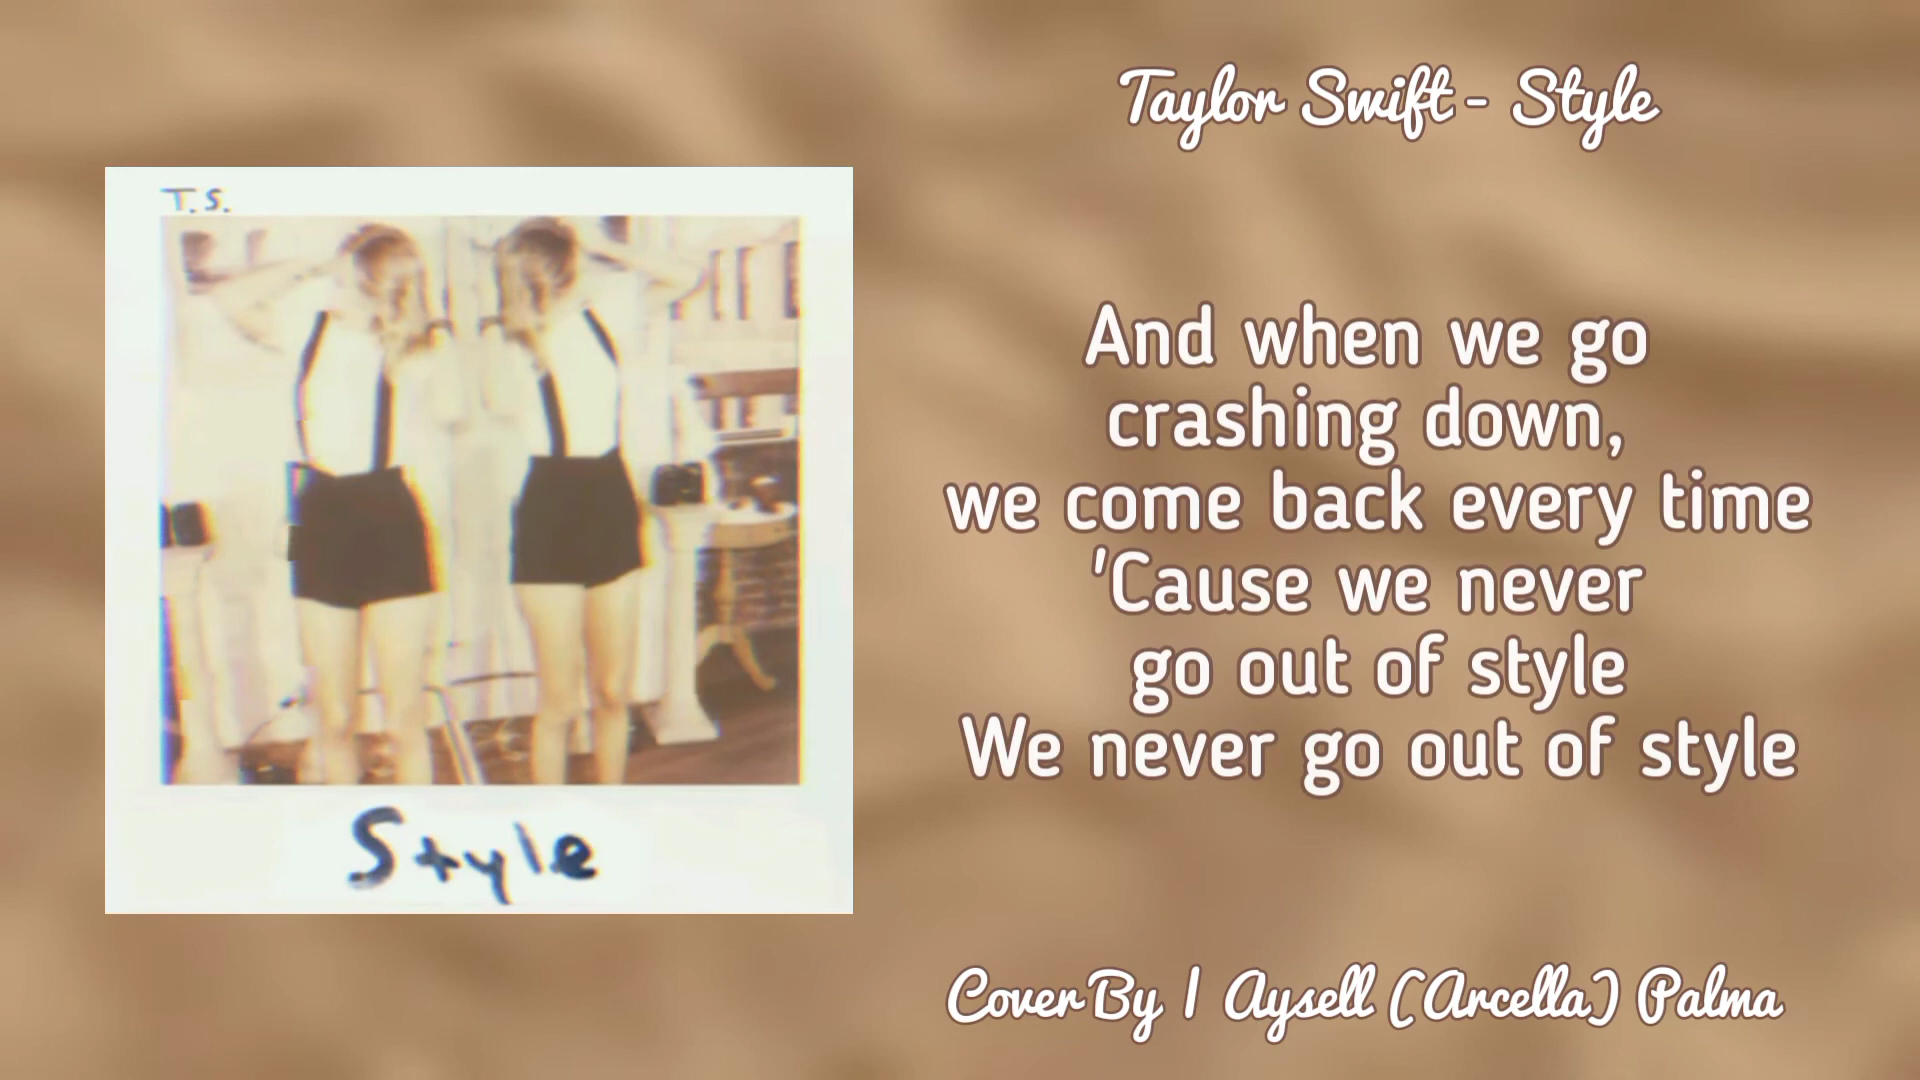 Taylor Swift - Style
T.S.
Style
And when we go
crashing down,
we come back every time
'Cause we never
go out of style
We never go out of style
Cover By | Aysell (Arcella) Palma